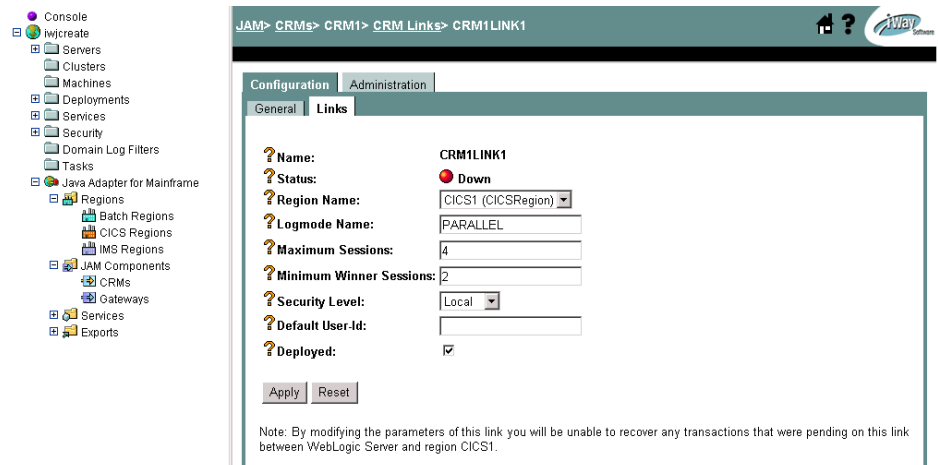 Console
iwjcreate
Servers
Clusters
Machines
Deployments
Services
Security
Domain Log Filters
Tasks
Java Adapter for Mainframe
Regions
Batch Regions
CICS Regions
IMS Regions
JAM Components
CRMs
Gateways
Services
Exports
JAM> CRMs> CRM1> CRM Links> CRM1LINK1
? iWay Software
Configuration Administration
General Links
? Name: CRM1LINK1
? Status: Down
? Region Name: CICS1 (CICSRegion)
? Logmode Name: PARALLEL
? Maximum Sessions: 4
? Minimum Winner Sessions: 2
? Security Level: Local
? Default User-Id:
? Deployed:
Apply Reset
Note: By modifying the parameters of this link you will be unable to recover any transactions that were pending on this link
between WebLogic Server and region CICS1.